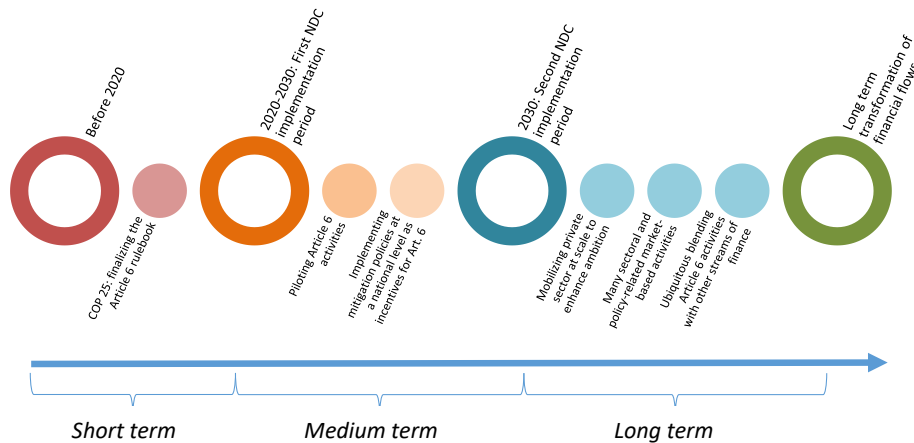 Before 2020
COP 25: finalizing the
Article 6 rulebook
2020-2030: First NDC
implementation
period
Piloting Article 6
activities
Implementing
mitigation policies at
a national level as
incentives for Art. 6
2030: Second NDC
implementation
period
Mobilizing private
sector at scale to
enhance ambition
Many sectoral and
policy-related market-
based activities
Ubiquitous blending
Article 6 activities
with other streams of
finance
Long term
transformation of
financial flows
Short term
Medium term
Long term